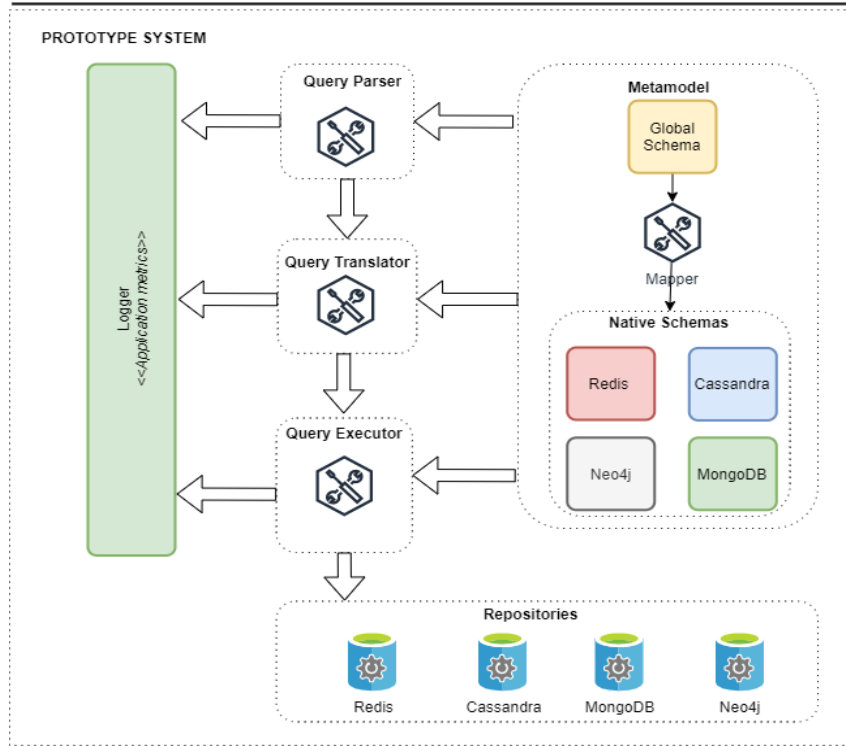 PROTOTYPE SYSTEM
Logger
<<Application metrics>>
Query Parser
Query Translator
Query Executor
Metamodel
Global
Schema
Mapper
Native Schemas
Redis
Cassandra
Neo4j
MongoDB
Repositories
Redis
Cassandra
MongoDB
Neo4j